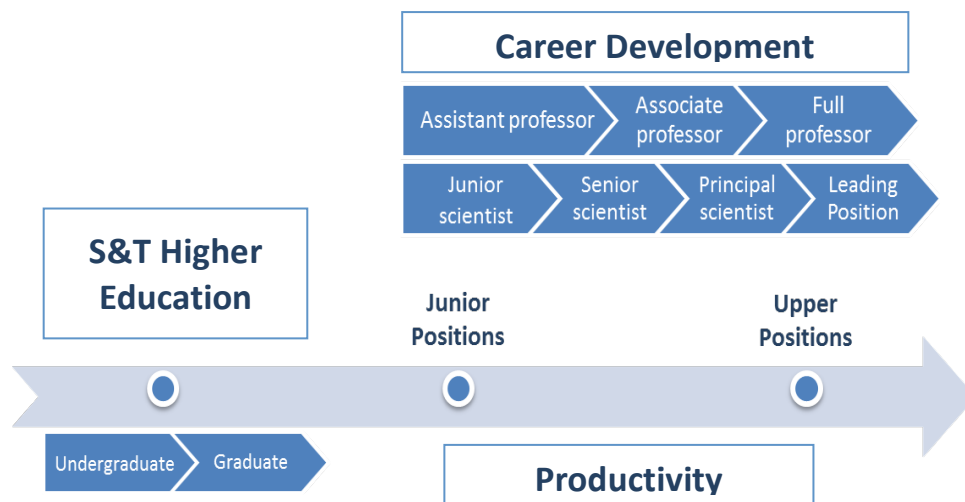 Career Development
Assistant professor
Associate
professor
Full
professor
Junior
scientist
Senior
scientist
Principal
scientist
Leading
Position
S&T Higher
Education
Junior
Positions
Upper
Positions
Undergraduate
Graduate
Productivity